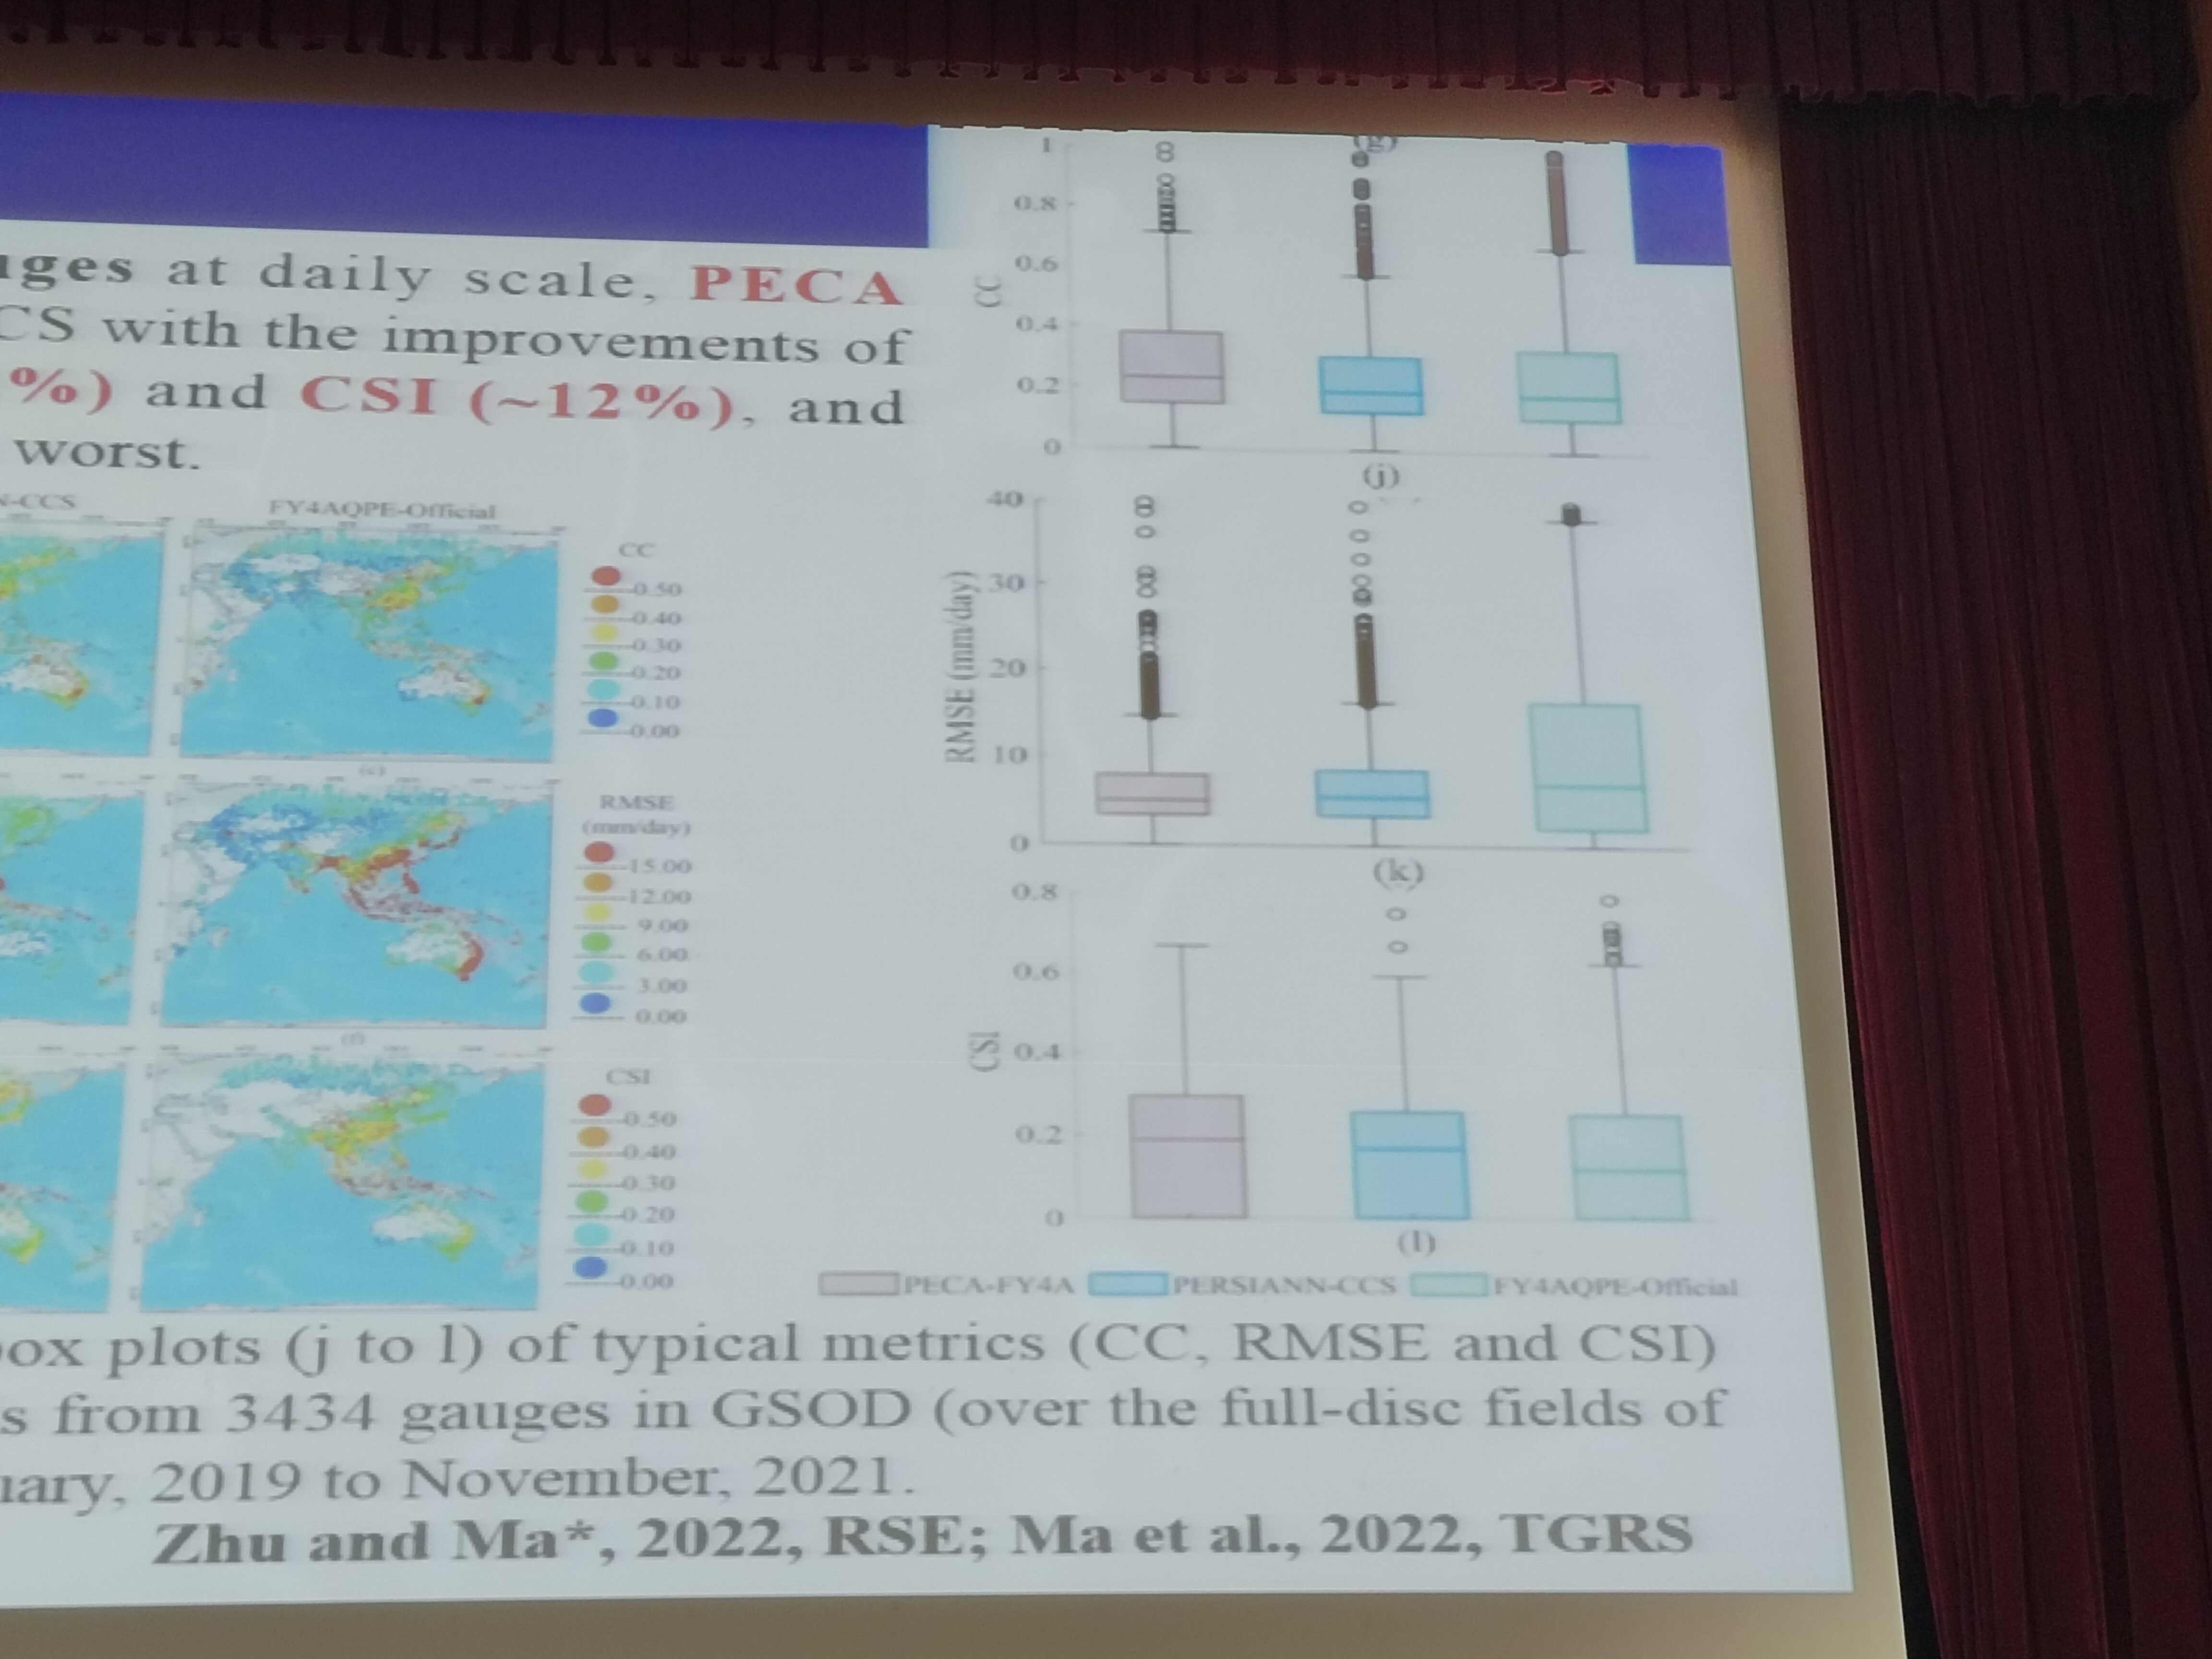 uges at daily scale, PECA
CS with the improvements of
%) and CSI (~12%), and
worst.
N-CCS
FY4AQPE-Official
CC
0.50
0.40
0.30
0.20
0.10
0.00
(c)
RMSE
(mm/day)
15.00
12.00
9.00
6.00
3.00
0.00
(f)
CSI
0.50
0.40
0.30
0.20
0.10
0.00
(g)
1
0.8
0.6
0.4
0.2
0
CC
(j)
40
30
20
10
0
RMSE (mm/day)
(k)
0.8
0.6
0.4
0.2
0
CSI
(l)
PECA-FY4A PERSIANN-CCS FY4AQPE-Official
ox plots (j to l) of typical metrics (CC, RMSE and CSI)
s from 3434 gauges in GSOD (over the full-disc fields of
uary, 2019 to November, 2021.
Zhu and Ma*, 2022, RSE; Ma et al., 2022, TGRS